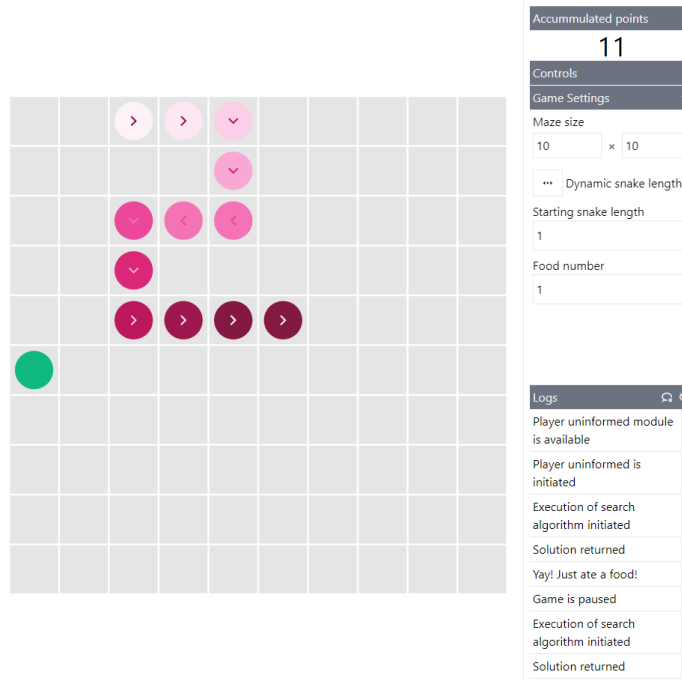 Accummulated points
11
Controls
Game Settings
Maze size
10 × 10
Dynamic snake length
Starting snake length
1
Food number
1
Logs
Player uninformed module
is available
Player uninformed is
initiated
Execution of search
algorithm initiated
Solution returned
Yay! Just ate a food!
Game is paused
Execution of search
algorithm initiated
Solution returned